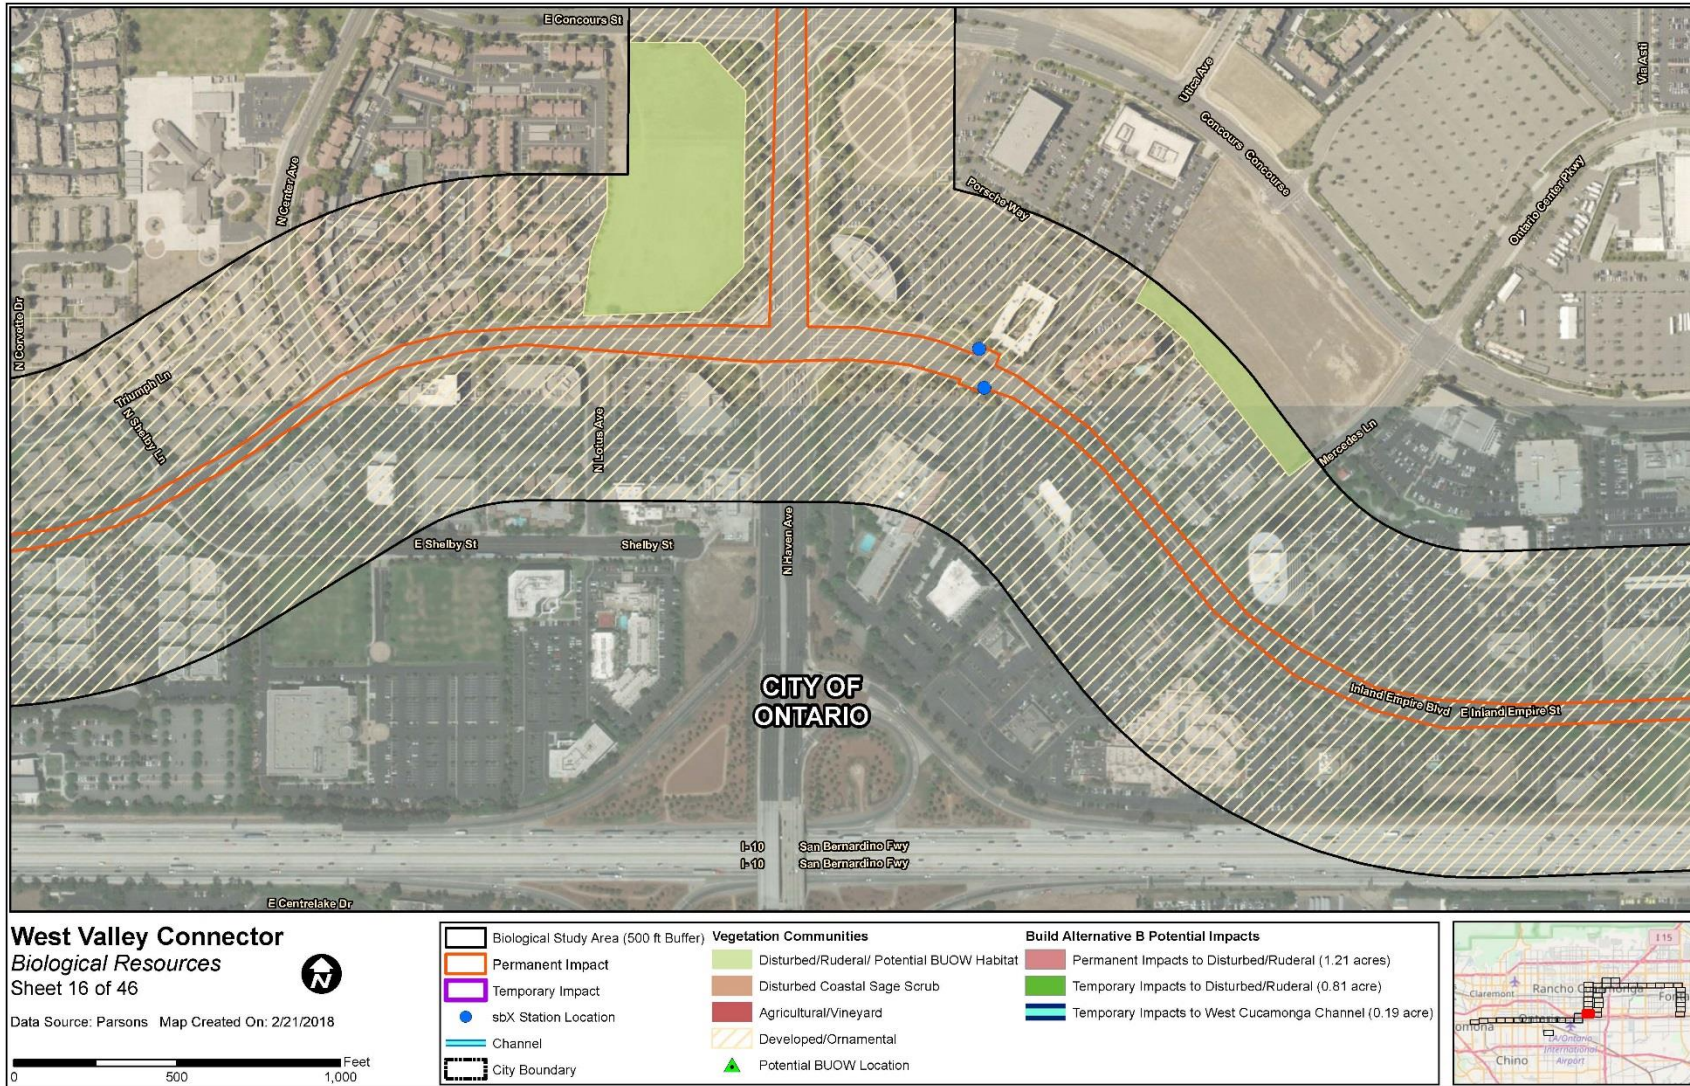 E Concours St
Via Asti
Utica Ave
Concours Concourse
N Center Ave
Porsche Way
Ontario Center Pkwy
N Corvette Dr
Triumph Ln
N Shelby Ln
N Lotus Ave
Mercedes Ln
E Shelby St
Shelby St
N Haven Ave
CITY OF
ONTARIO
Inland Empire Blvd
E Inland Empire St
I-10
San Bernardino Fwy
I-10
San Bernardino Fwy
E Centrelake Dr
West Valley Connector
Biological Resources
Sheet 16 of 46
N
Data Source: Parsons Map Created On: 2/21/2018
Feet
0 500 1,000
Biological Study Area (500 ft Buffer)
Permanent Impact
Temporary Impact
sbX Station Location
Channel
City Boundary
Vegetation Communities
Disturbed/Ruderal/ Potential BUOW Habitat
Disturbed Coastal Sage Scrub
Agricultural/Vineyard
Developed/Ornamental
Potential BUOW Location
Build Alternative B Potential Impacts
Permanent Impacts to Disturbed/Ruderal (1.21 acres)
Temporary Impacts to Disturbed/Ruderal (0.81 acre)
Temporary Impacts to West Cucamonga Channel (0.19 acre)
I 15
Claremont
Rancho
Chino
LA/Ontario
International
Airport